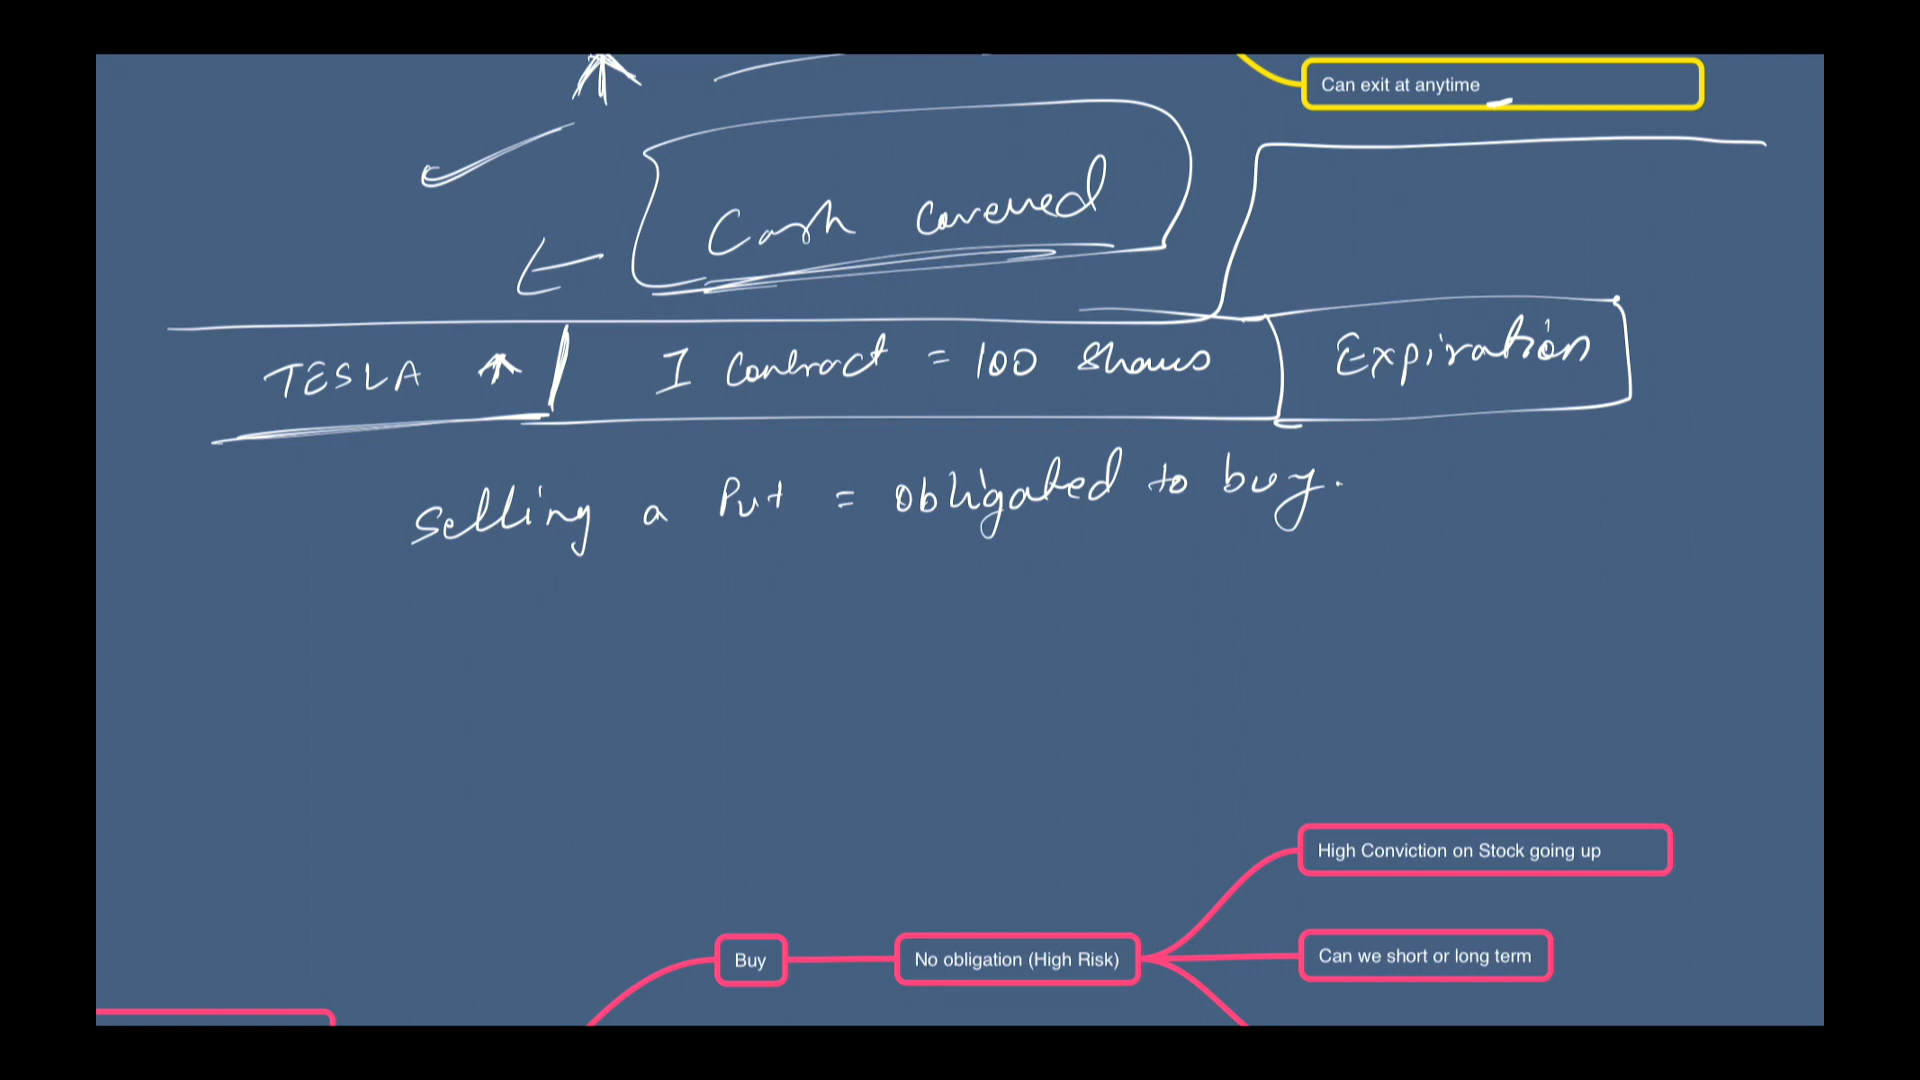 Can exit at anytime
Cash covered
TESLA
1 Contract = 100 Shares
Expiration
Selling a Put = obligated to buy.
High Conviction on Stock going up
Buy
No obligation (High Risk)
Can we short or long term